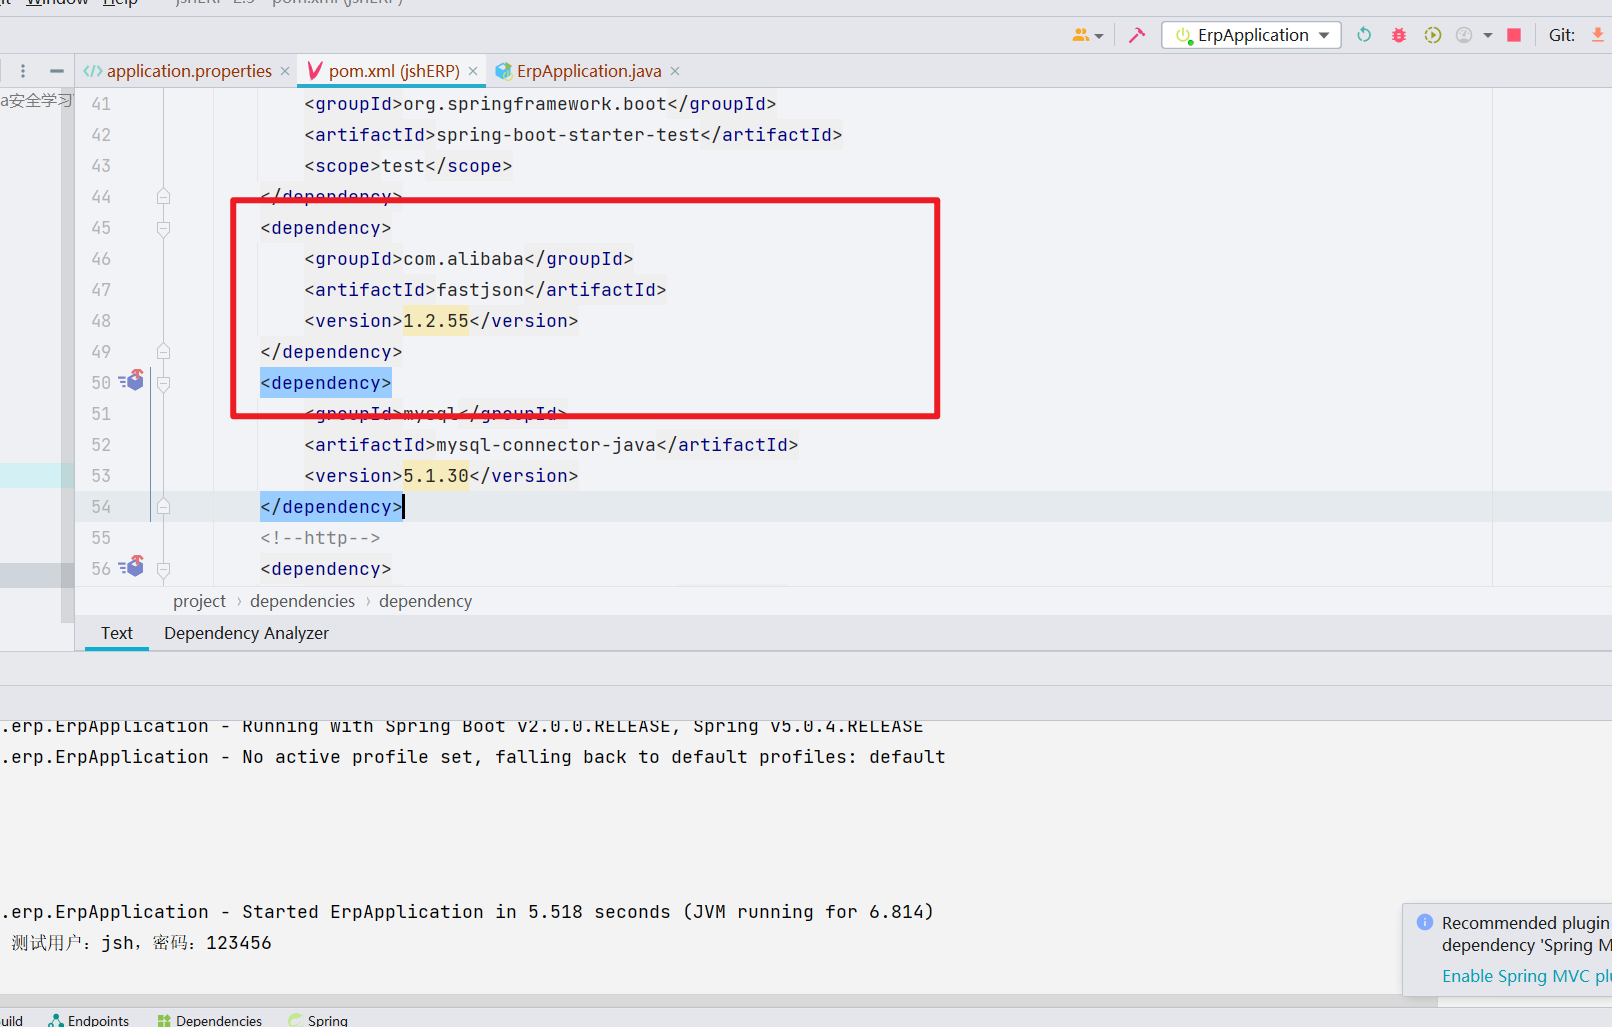 Window Help
ErpApplication Git:
application.properties pom.xml (jshERP) ErpApplication.java
a安全学习
41 <groupId>org.springframework.boot</groupId>
42 <artifactId>spring-boot-starter-test</artifactId>
43 <scope>test</scope>
44 </dependency>
45 <dependency>
46 <groupId>com.alibaba</groupId>
47 <artifactId>fastjson</artifactId>
48 <version>1.2.55</version>
49 </dependency>
50 <dependency>
51 <groupId>mysql</groupId>
52 <artifactId>mysql-connector-java</artifactId>
53 <version>5.1.30</version>
54 </dependency>
55 <!--http-->
56 <dependency>
project › dependencies › dependency
Text Dependency Analyzer
.erp.ErpApplication - Running with Spring Boot v2.0.0.RELEASE, Spring v5.0.4.RELEASE
.erp.ErpApplication - No active profile set, falling back to default profiles: default
.erp.ErpApplication - Started ErpApplication in 5.518 seconds (JVM running for 6.814)
测试用户：jsh，密码：123456
Recommended plugin
dependency 'Spring M
Enable Spring MVC plu
uild Endpoints Dependencies Spring